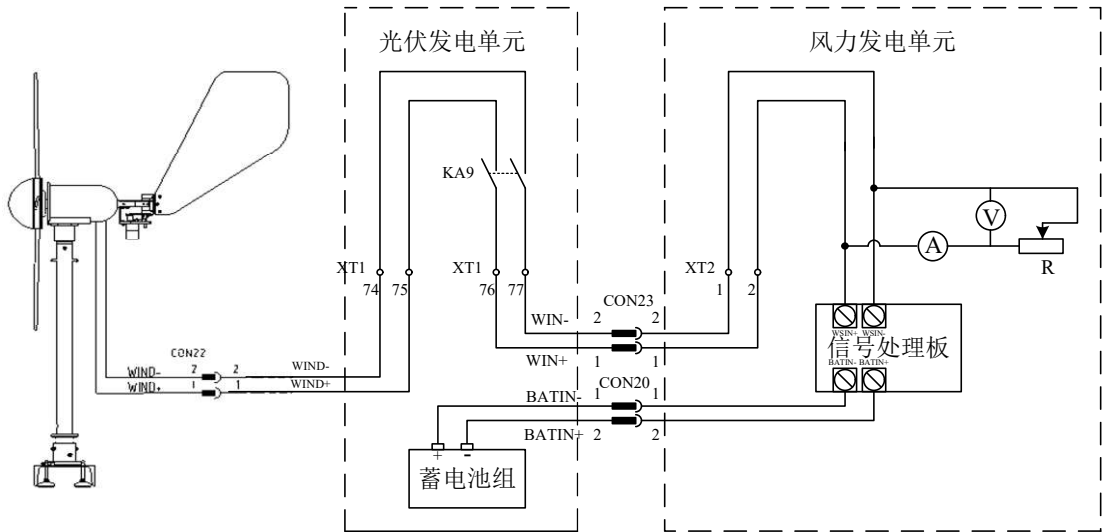 光伏发电单元
风力发电单元
KA9
V
A
R
XT1
74 75
XT1
76 77
XT2
1 2
CON23
WIN- 2 2
WIN+ 1 1
WSIN+ WSIN-
信号处理板
BATIN- BATIN+
CON22
WIND- 2 2 WIND-
WIND+ 1 1 WIND+
CON20
BATIN- 1 1
BATIN+ 2 2
+ -
蓄电池组